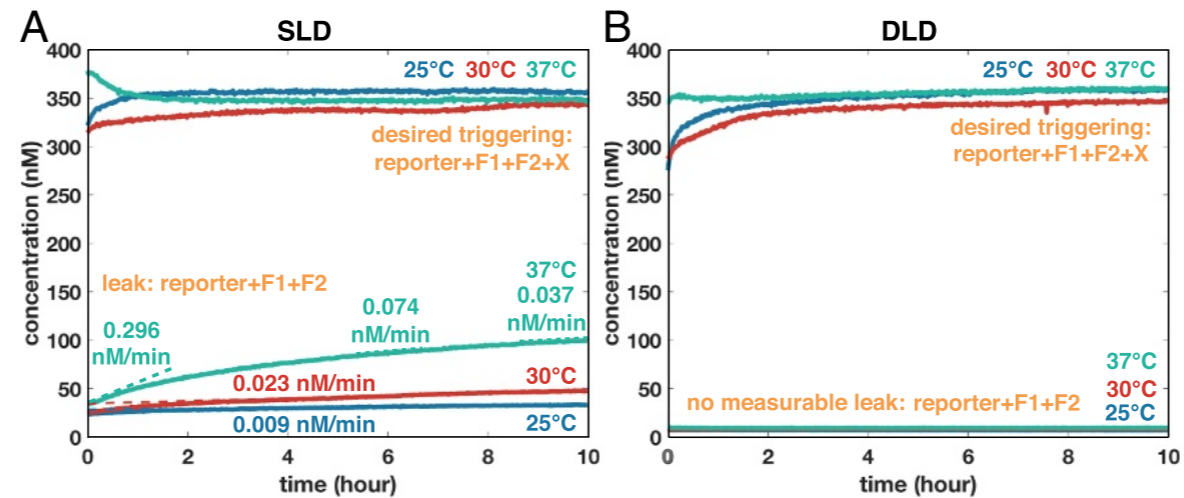 A
SLD
400
350
300
250
200
150
100
50
0
concentration (nM)
25°C 30°C 37°C
desired triggering:
reporter+F1+F2+X
leak: reporter+F1+F2
0.296
nM/min
0.074
nM/min
37°C
0.037
nM/min
0.023 nM/min
30°C
0.009 nM/min
25°C
0 2 4 6 8 10
time (hour)
B
DLD
400
350
300
250
200
150
100
50
0
concentration (nM)
25°C 30°C 37°C
desired triggering:
reporter+F1+F2+X
37°C
30°C
no measurable leak: reporter+F1+F2
25°C
0 2 4 6 8 10
time (hour)